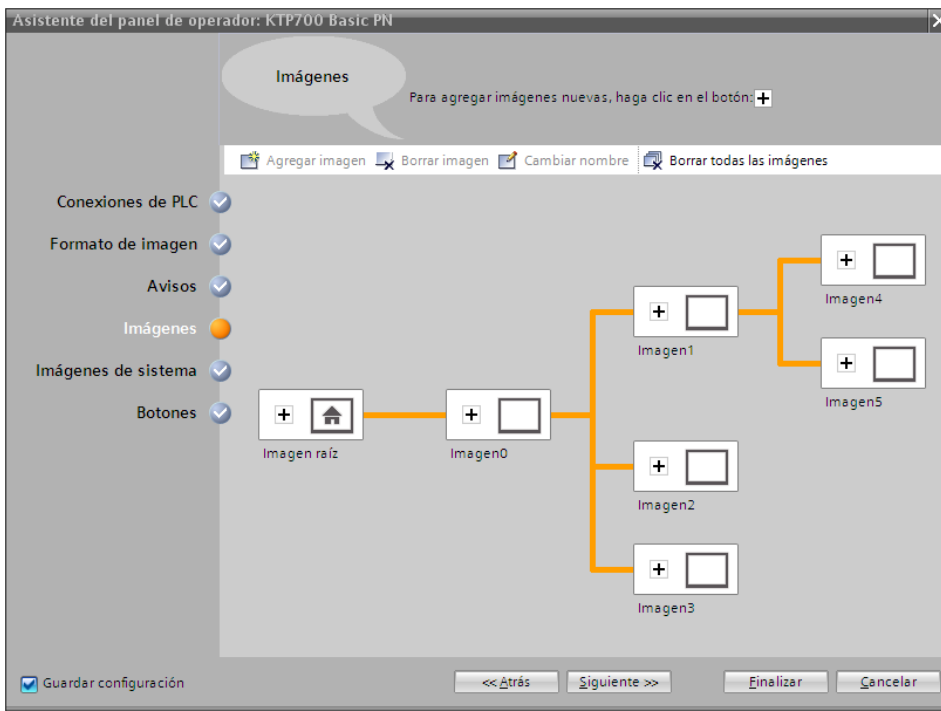 Asistente del panel de operador: KTP700 Basic PN
Imágenes
Para agregar imágenes nuevas, haga clic en el botón:
Agregar imagen Borrar imagen Cambiar nombre Borrar todas las imágenes
Conexiones de PLC
Formato de imagen
Avisos
Imágenes
Imágenes de sistema
Botones
Imagen raíz
Imagen0
Imagen1
Imagen2
Imagen3
Imagen4
Imagen5
Guardar configuración
<< Atrás Siguiente >> Finalizar Cancelar